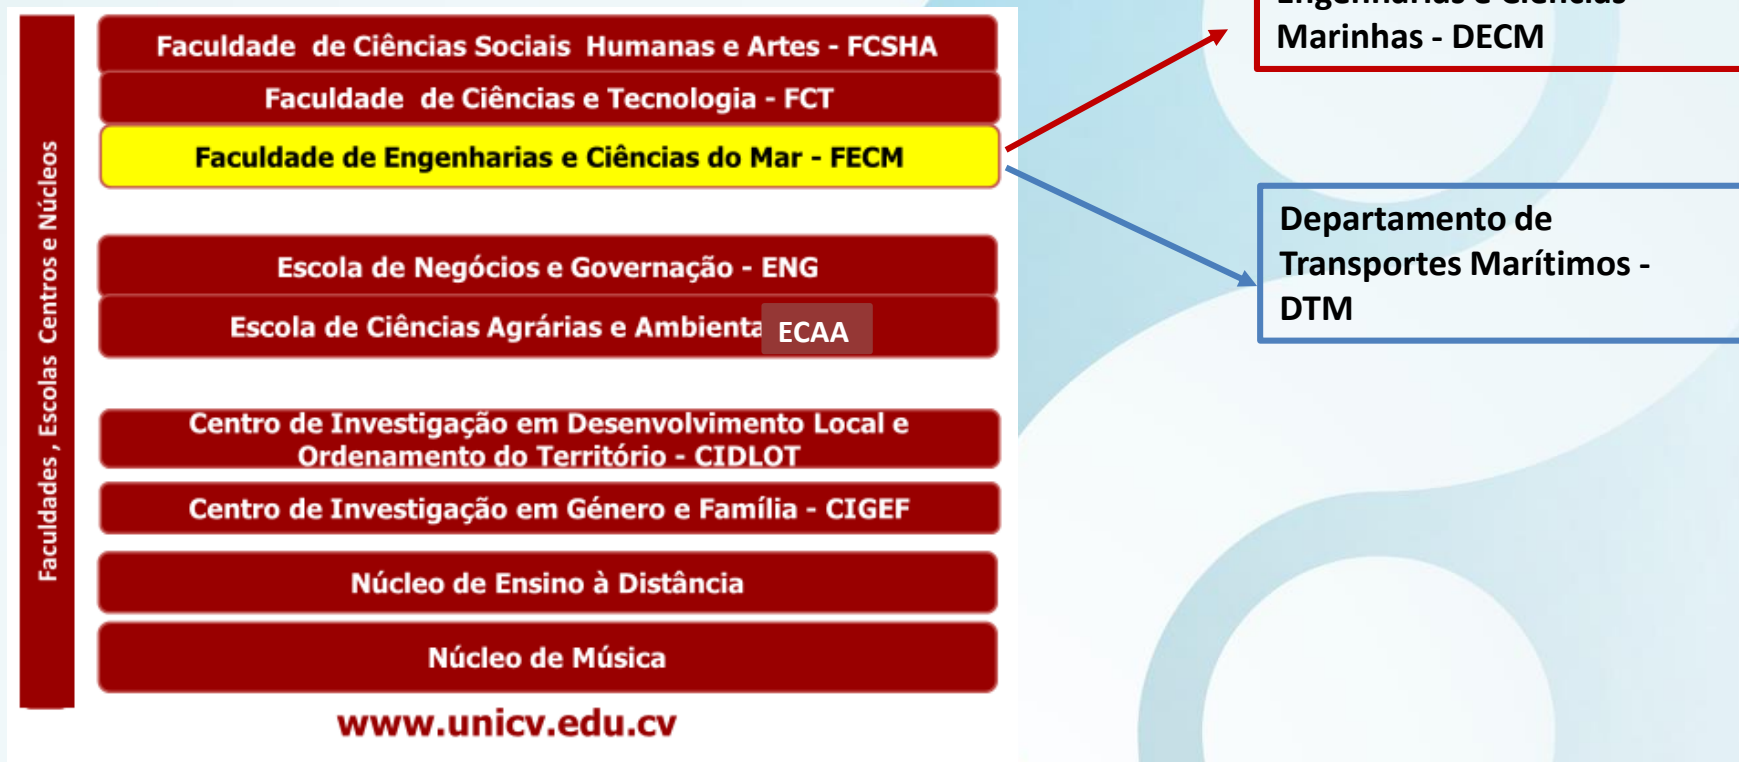 Faculdades , Escolas Centros e Núcleos
Faculdade de Ciências Sociais Humanas e Artes - FCSHA
Faculdade de Ciências e Tecnologia - FCT
Faculdade de Engenharias e Ciências do Mar - FECM
Escola de Negócios e Governação - ENG
Escola de Ciências Agrárias e Ambienta ECAA
Centro de Investigação em Desenvolvimento Local e
Ordenamento do Território - CIDLOT
Centro de Investigação em Género e Família - CIGEF
Núcleo de Ensino à Distância
Núcleo de Música
www.unicv.edu.cv
Engenharias e Ciências
Marinhas - DECM
Departamento de
Transportes Marítimos -
DTM